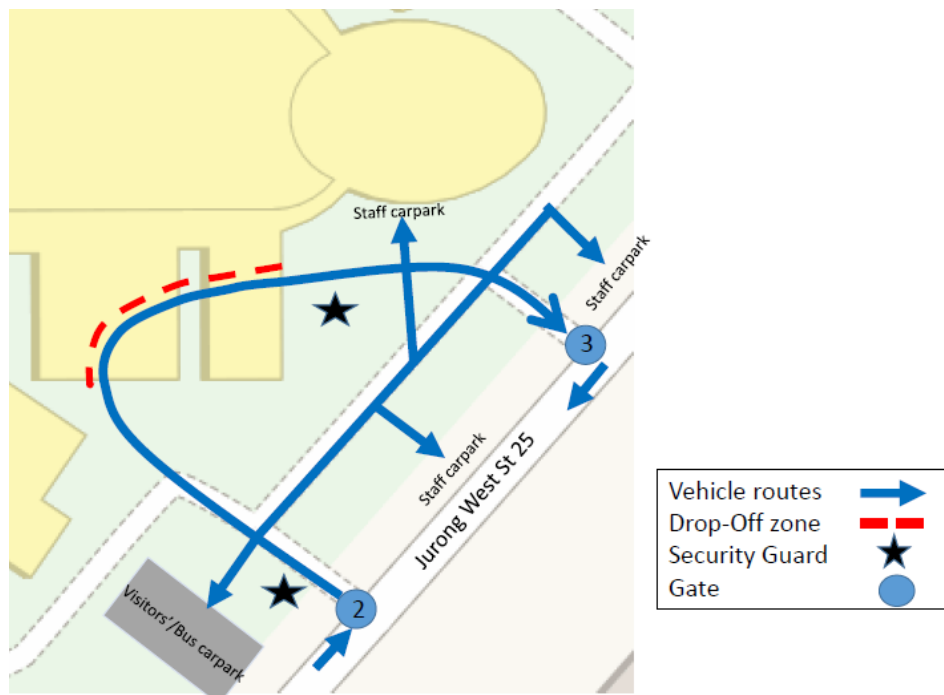 Staff carpark
Staff carpark
3
Staff carpark
Jurong West St 25
2
Visitors'/Bus carpark
Vehicle routes
Drop-Off zone
Security Guard
Gate